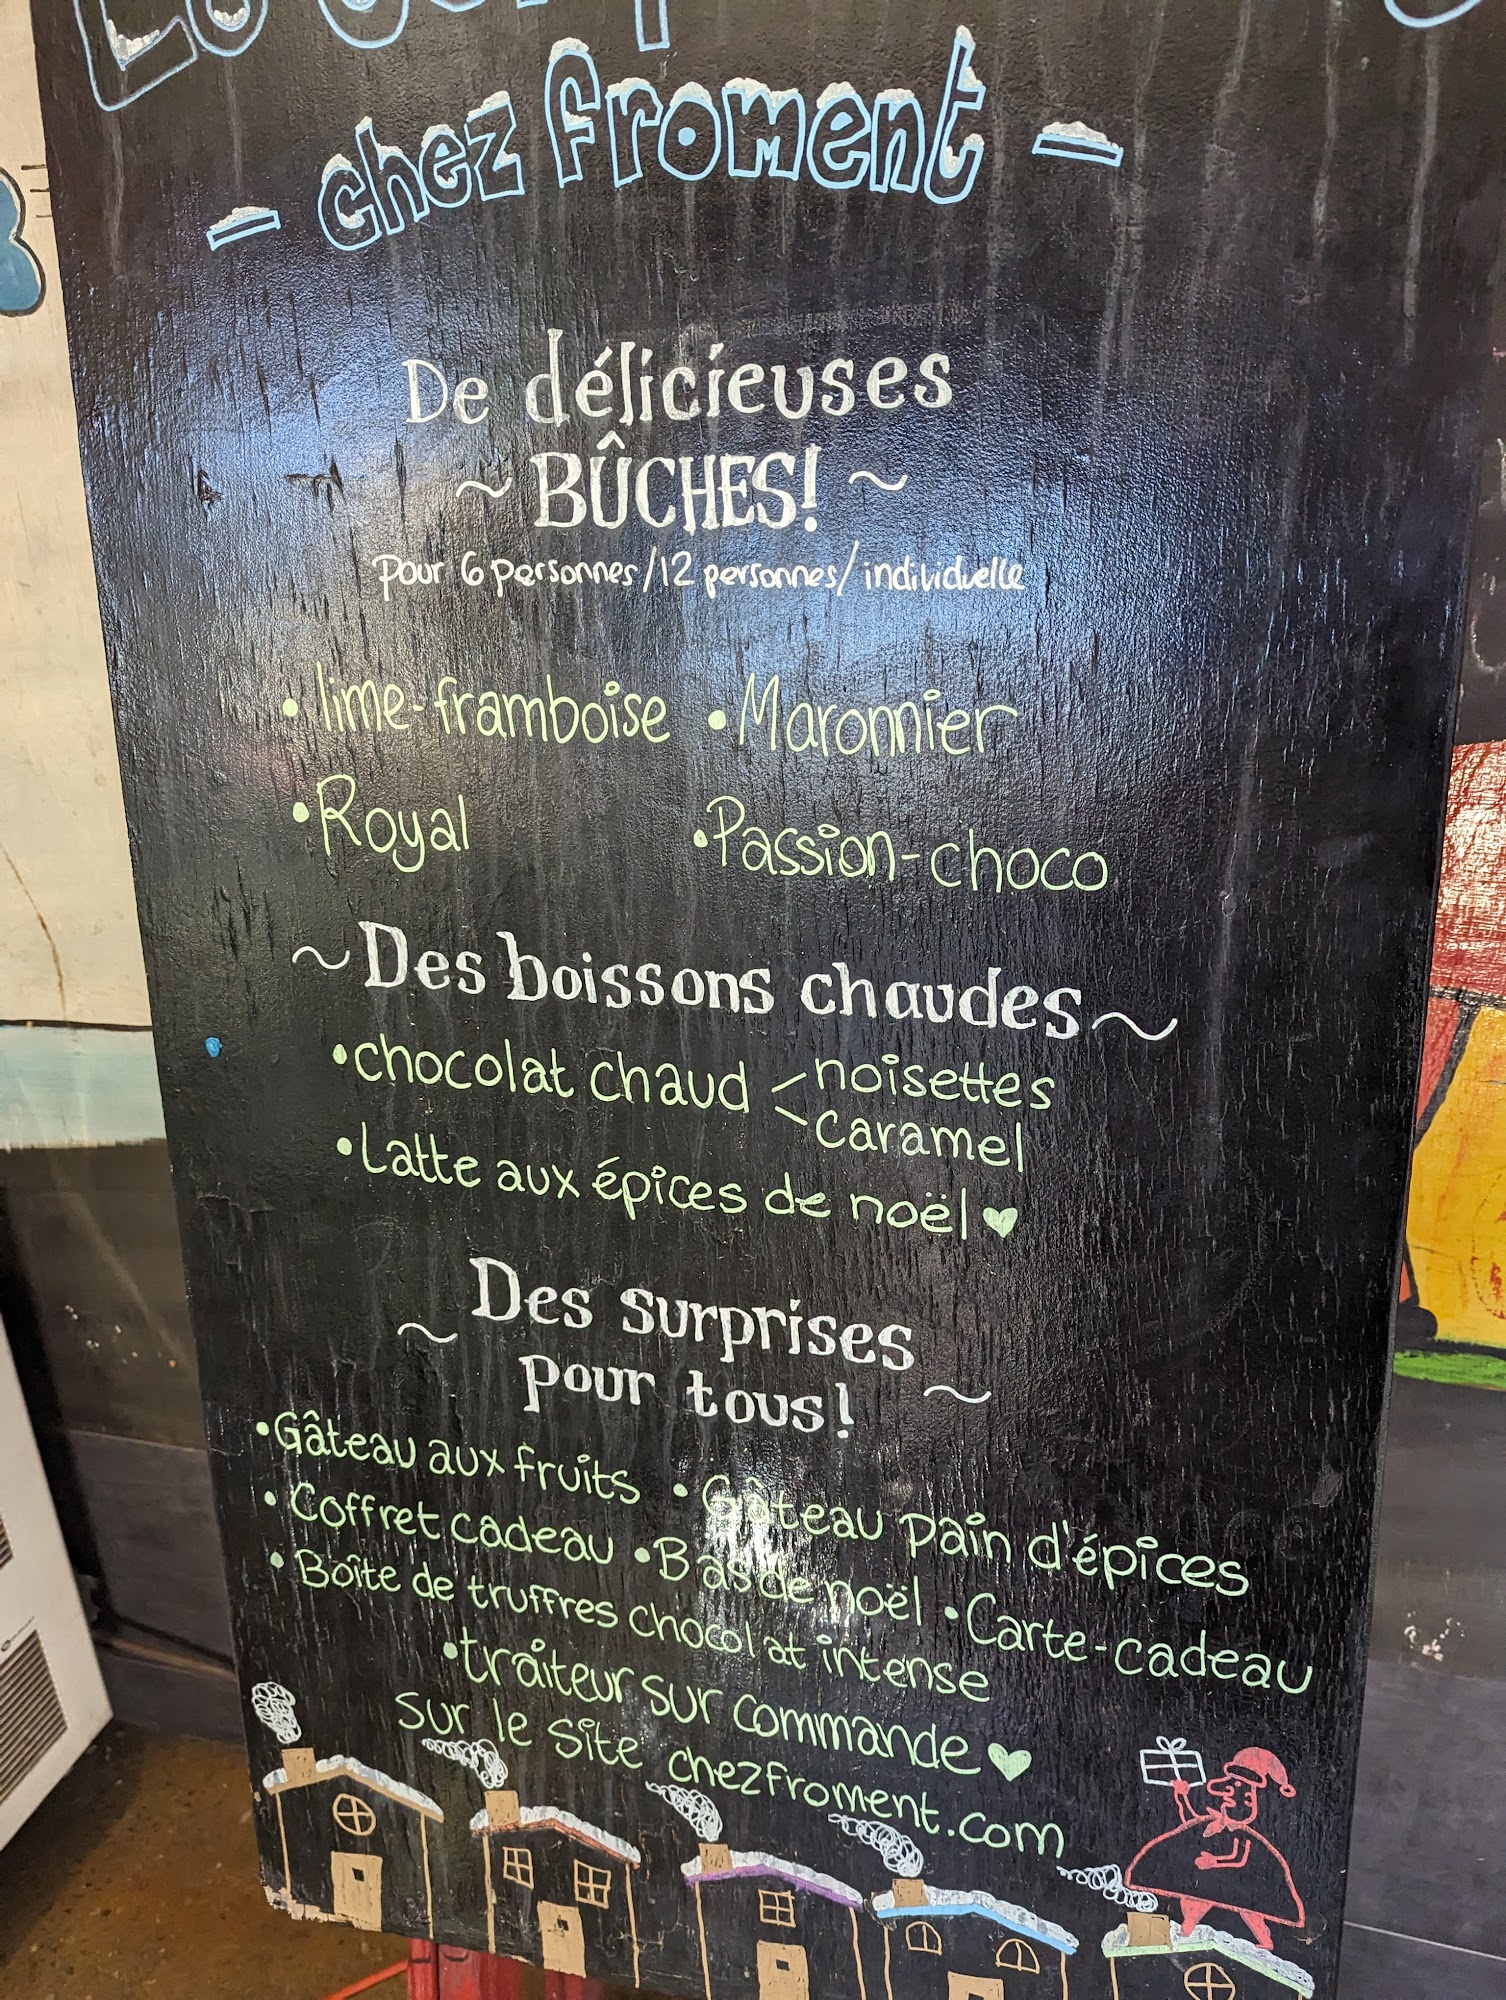 chez froment
De délicieuses
~ BÛCHES! ~
pour 6 personnes/12 personnes/individuelle
• lime-framboise • Maronnier
• Royal • Passion-choco
~ Des boissons chaudes ~
• chocolat chaud < noisettes
caramel
• Latte aux épices de noël ♥
Des surprises
~ pour tous! ~
• Gâteau aux fruits • Gâteau pain d'épices
• Coffret cadeau • Bas de noël • Carte-cadeau
• Boîte de truffres chocolat intense
• traiteur sur commande ♥
sur le site chezfroment.com